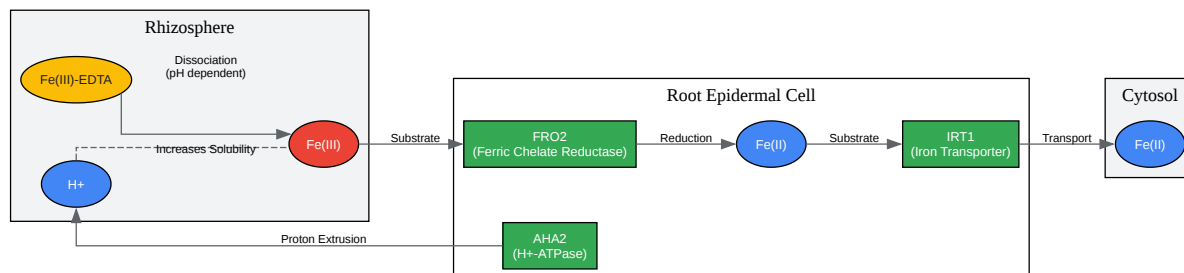 Rhizosphere
Dissociation
(pH dependent)
Fe(III)-EDTA
Root Epidermal Cell
Cytosol
Fe(III)
Increases Solubility
Substrate
FRO2
(Ferric Chelate Reductase)
Reduction
Fe(II)
Substrate
IRT1
(Iron Transporter)
Transport
Fe(II)
H+
Proton Extrusion
AHA2
(H+-ATPase)